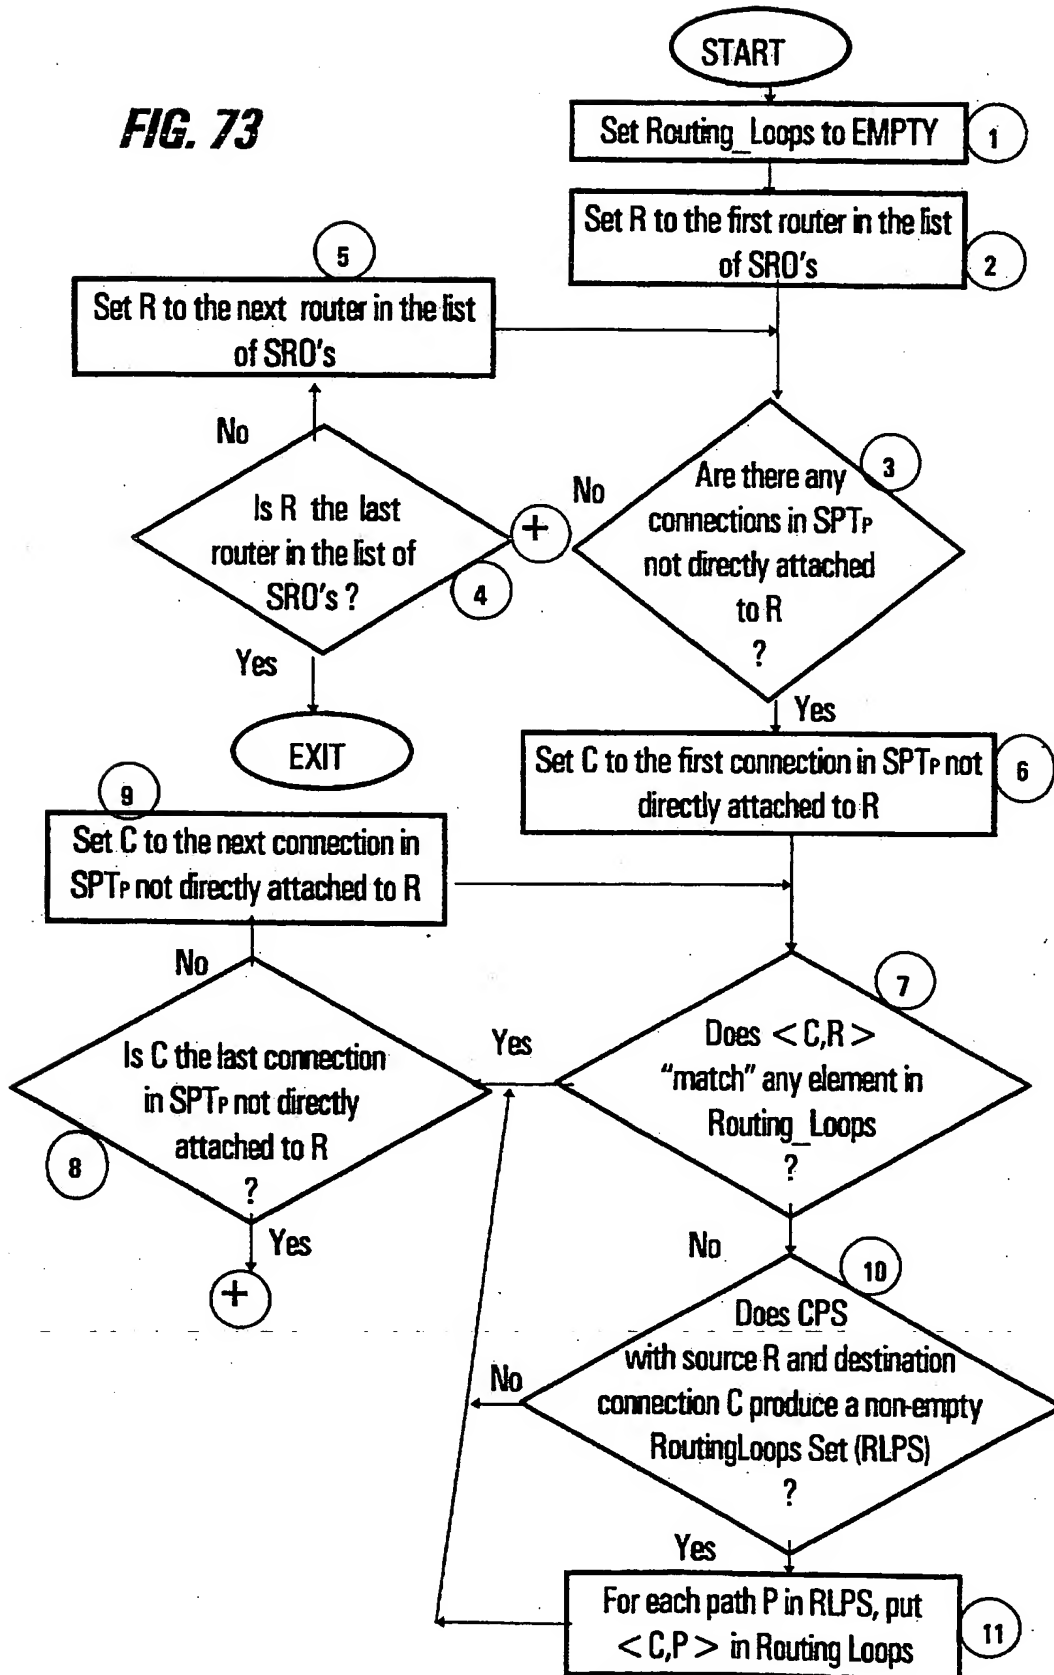 START
FIG. 73
Set Routing_Loops to EMPTY
1
Set R to the first router in the list
of SRO's
2
5
Set R to the next router in the list
of SRO's
No
Is R the last
router in the list of
SRO's ?
4
+
Yes
EXIT
No
Are there any
connections in SPTP
not directly attached
to R
?
3
Yes
Set C to the first connection in SPTP not
directly attached to R
6
9
Set C to the next connection in
SPTP not directly attached to R
No
Is C the last connection
in SPTP not directly
attached to R
?
8
Yes
+
Yes
Does < C,R >
“match” any element in
Routing_Loops
?
7
No
Does CPS
with source R and destination
connection C produce a non-empty
RoutingLoops Set (RLPS)
?
10
No
Yes
For each path P in RLPS, put
< C,P > in Routing Loops
11